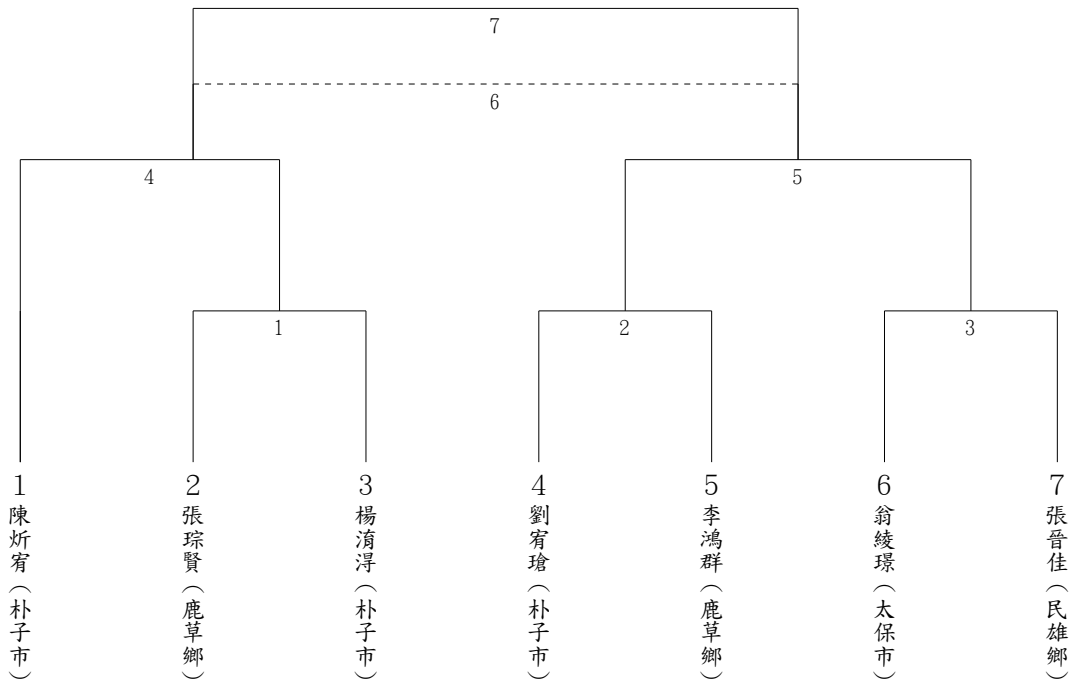 7
6
4
5
1
2
3
1
陳炘宥（朴子市）
2
張琮賢（鹿草鄉）
3
楊淯淂（朴子市）
4
劉宥瑲（朴子市）
5
李鴻群（鹿草鄉）
6
翁綾璟（太保市）
7
張晉佳（民雄鄉）